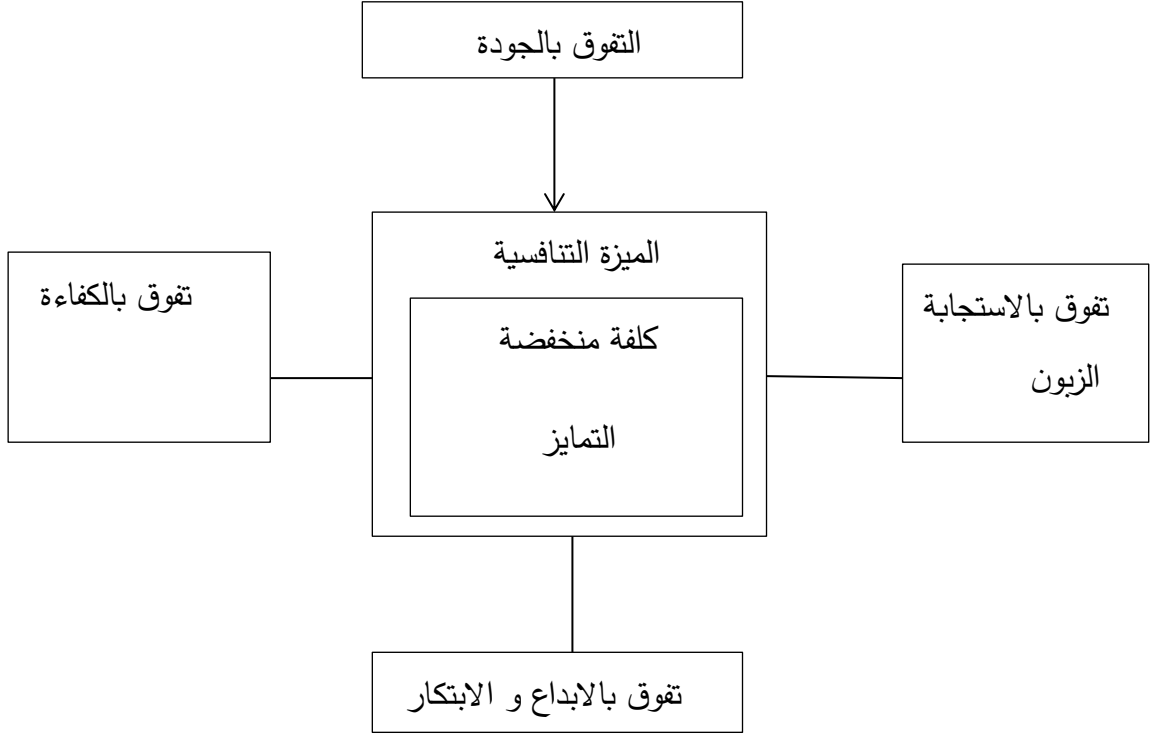 التفوق بالجودة
الميزة التنافسية
تفوق بالاستجابة
الزبون
كلفة منخفضة
التمايز
تفوق بالكفاءة
تفوق بالابداع و الابتكار